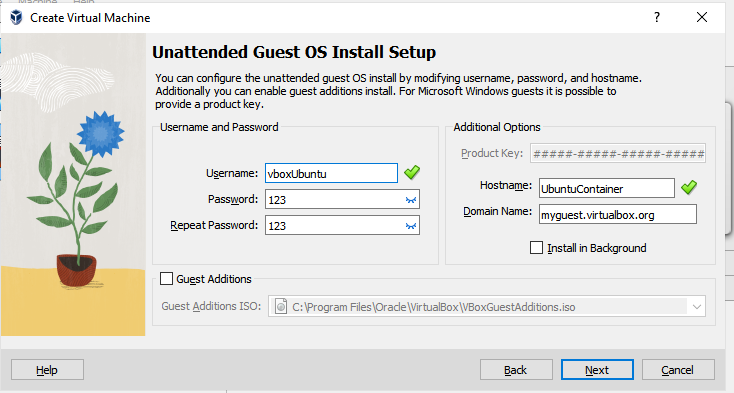 Machine Help
Create Virtual Machine
?
Unattended Guest OS Install Setup
You can configure the unattended guest OS install by modifying username, password, and hostname.
Additionally you can enable guest additions install. For Microsoft Windows guests it is possible to
provide a product key.
Username and Password
Username: vboxUbuntu
Password: 123
Repeat Password: 123
Additional Options
Product Key: #####-#####-#####-#####-#####
Hostname: UbuntuContainer
Domain Name: myguest.virtualbox.org
Install in Background
Guest Additions
Guest Additions ISO: C:\Program Files\Oracle\VirtualBox\VBoxGuestAdditions.iso
Help
Back
Next
Cancel